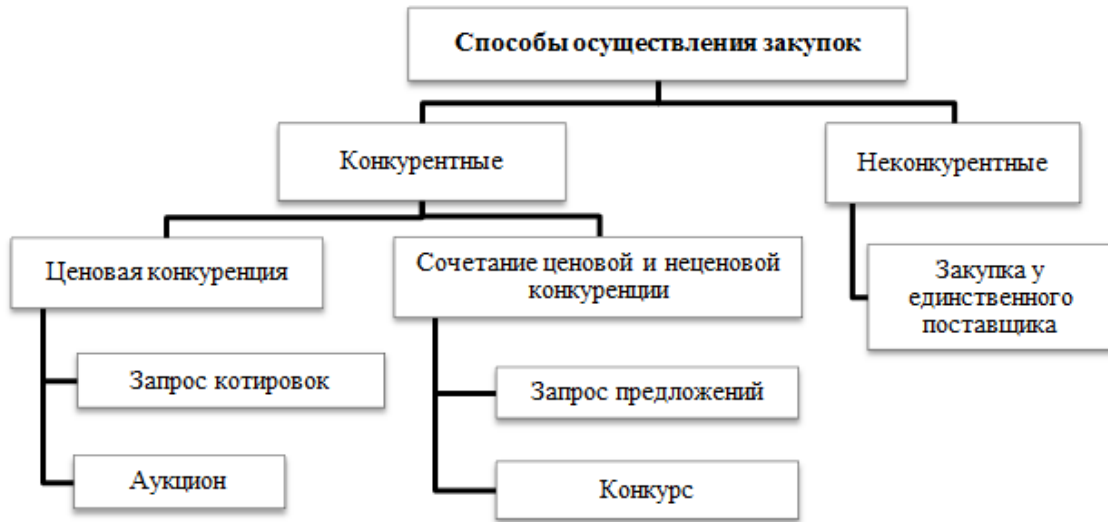 Способы осуществления закупок
Конкурентные
Неконкурентные
Ценовая конкуренция
Сочетание ценовой и неценовой
конкуренции
Закупка у
единственного
поставщика
Запрос котировок
Запрос предложений
Аукцион
Конкурс